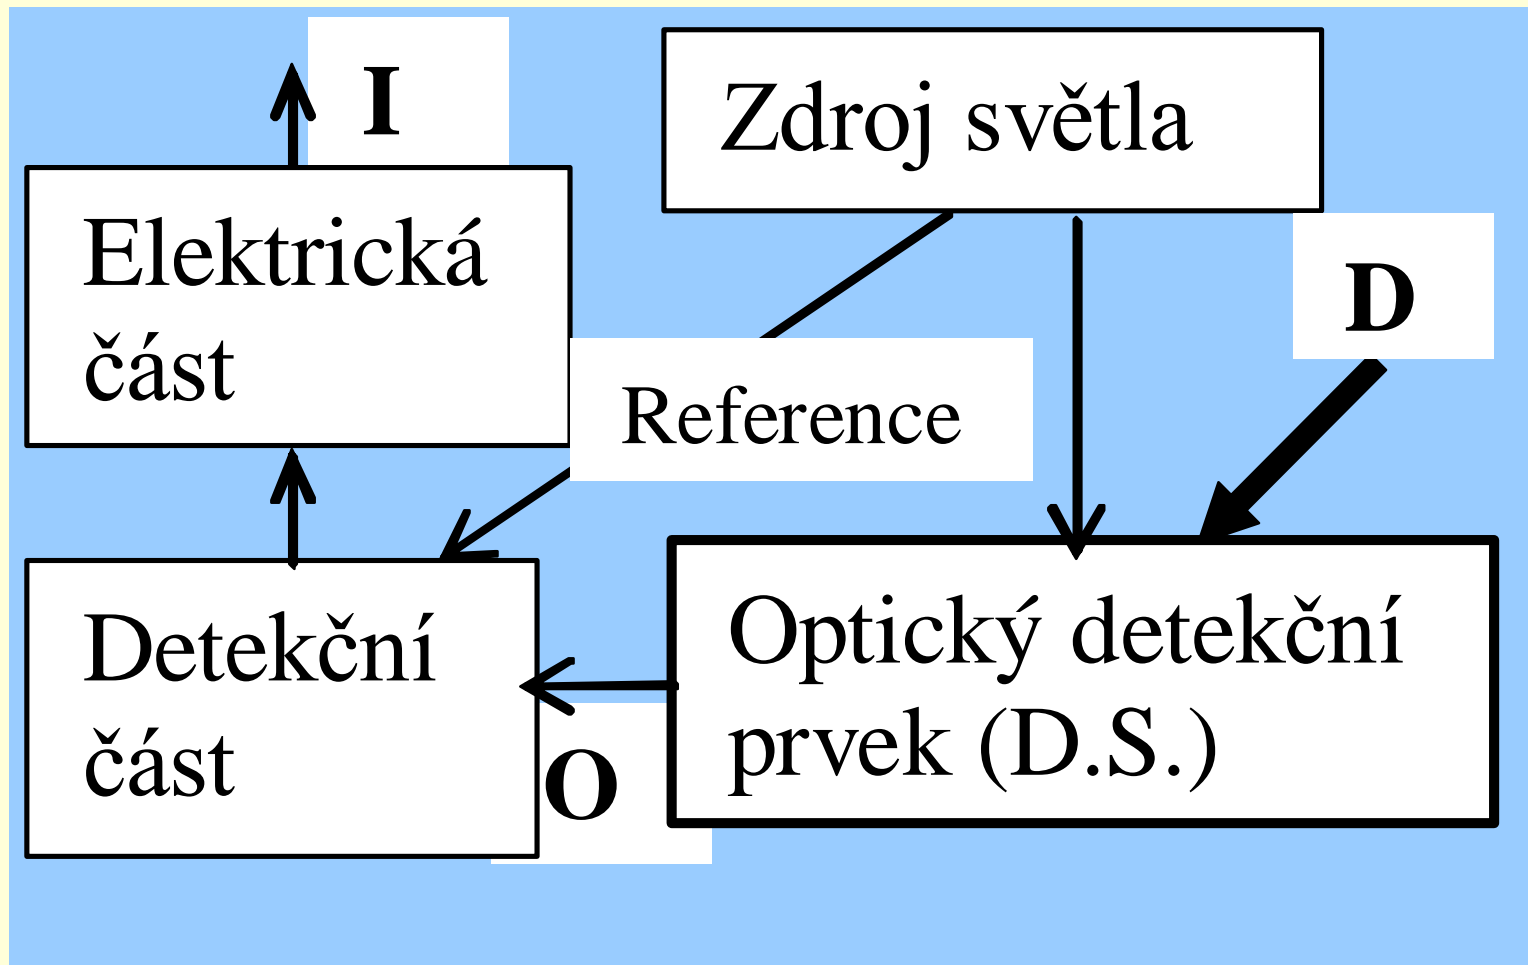 I
Zdroj světla
Elektrická
část
D
Reference
Detekční
část
O
Optický detekční
prvek (D.S.)